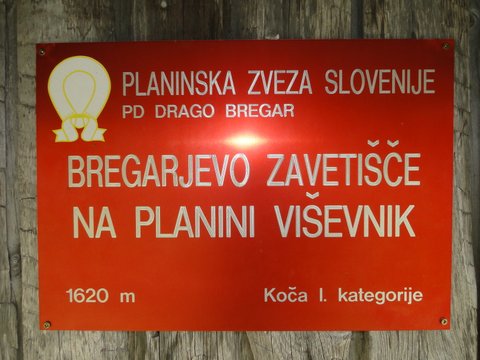 PLANINSKA ZVEZA SLOVENIJE
PD DRAGO BREGAR
BREGARJEVO ZAVETIŠČE
NA PLANINI VIŠEVNIK
1620 m
Koča I. kategorije